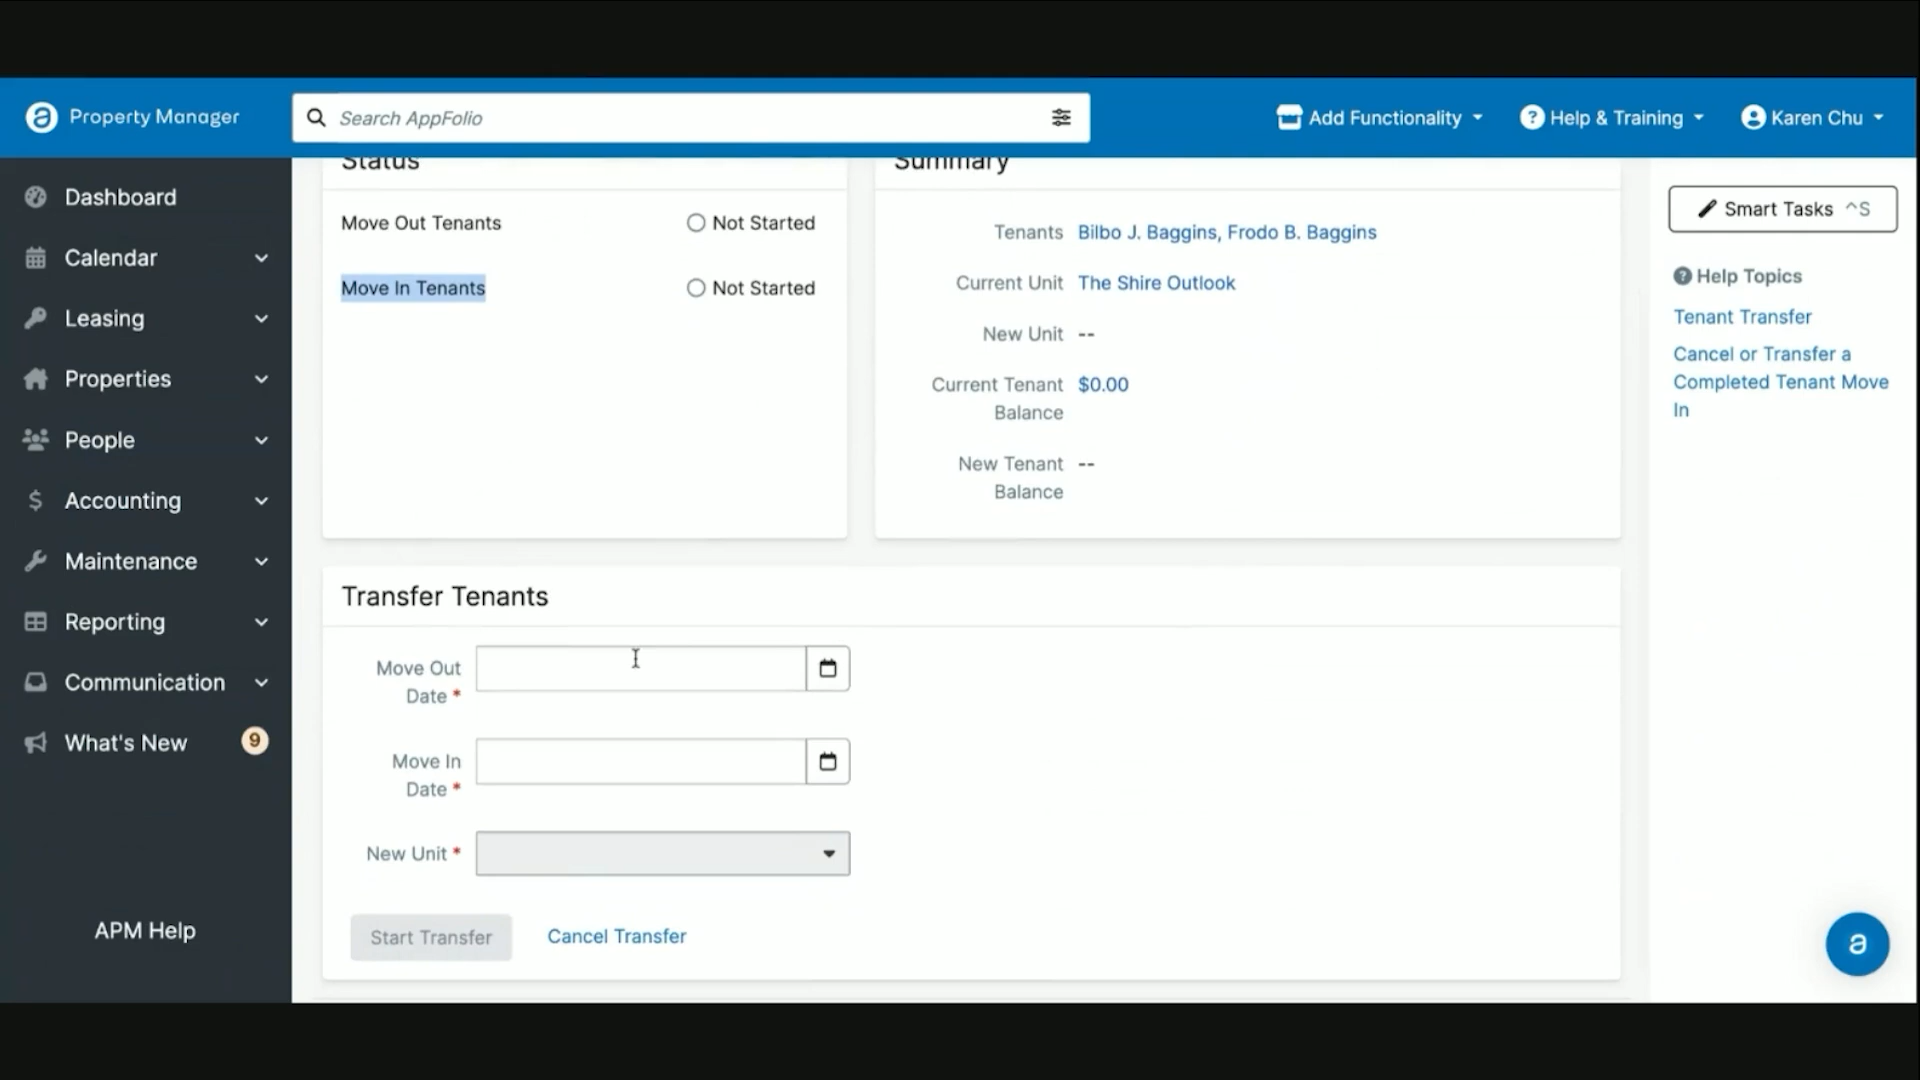 Property Manager
Search AppFolio
Add Functionality
Help & Training
Karen Chu
Dashboard
Calendar
Leasing
Properties
People
Accounting
Maintenance
Reporting
Communication
What's New 9
APM Help
Status
Move Out Tenants Not Started
Move In Tenants Not Started
Summary
Tenants Bilbo J. Baggins, Frodo B. Baggins
Current Unit The Shire Outlook
New Unit --
Current Tenant $0.00
Balance
New Tenant --
Balance
Transfer Tenants
Move Out
Date *
Move In
Date *
New Unit *
Start Transfer Cancel Transfer
Smart Tasks ^S
Help Topics
Tenant Transfer
Cancel or Transfer a
Completed Tenant Move
In